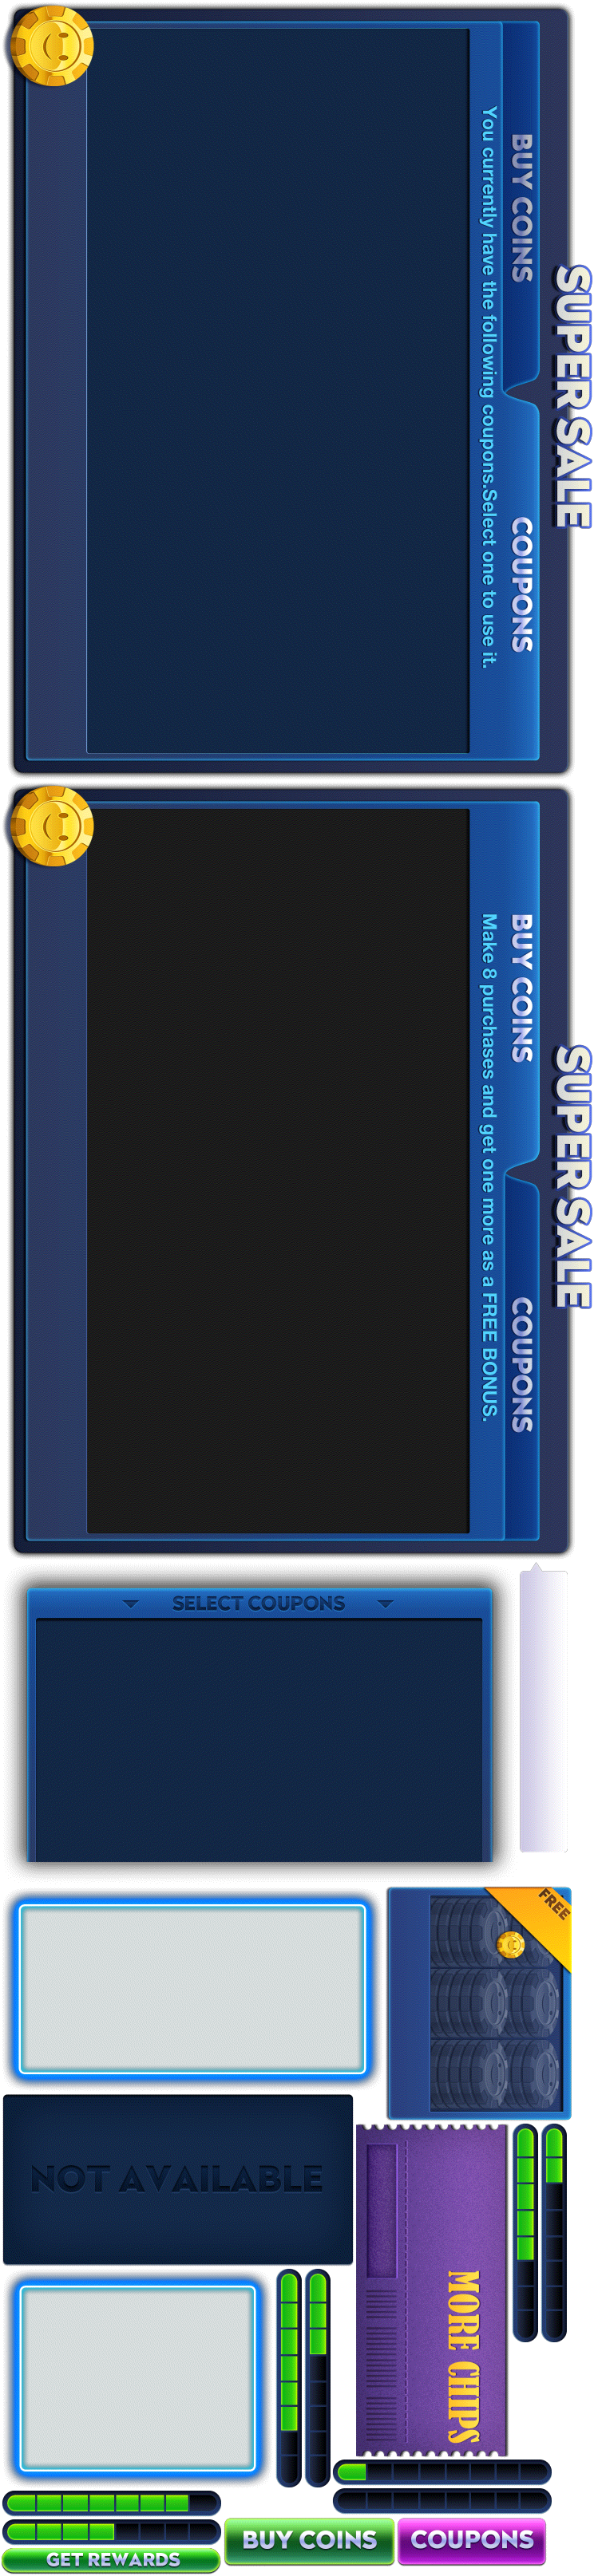 SUPER SALE
BUY COINS
COUPONS
You currently have the following coupons.Select one to use it.
SUPER SALE
BUY COINS
COUPONS
Make 8 purchases and get one more as a FREE BONUS.
SELECT COUPONS
FREE
NOT AVAILABLE
MORE CHIPS
BUY COINS
COUPONS
GET REWARDS